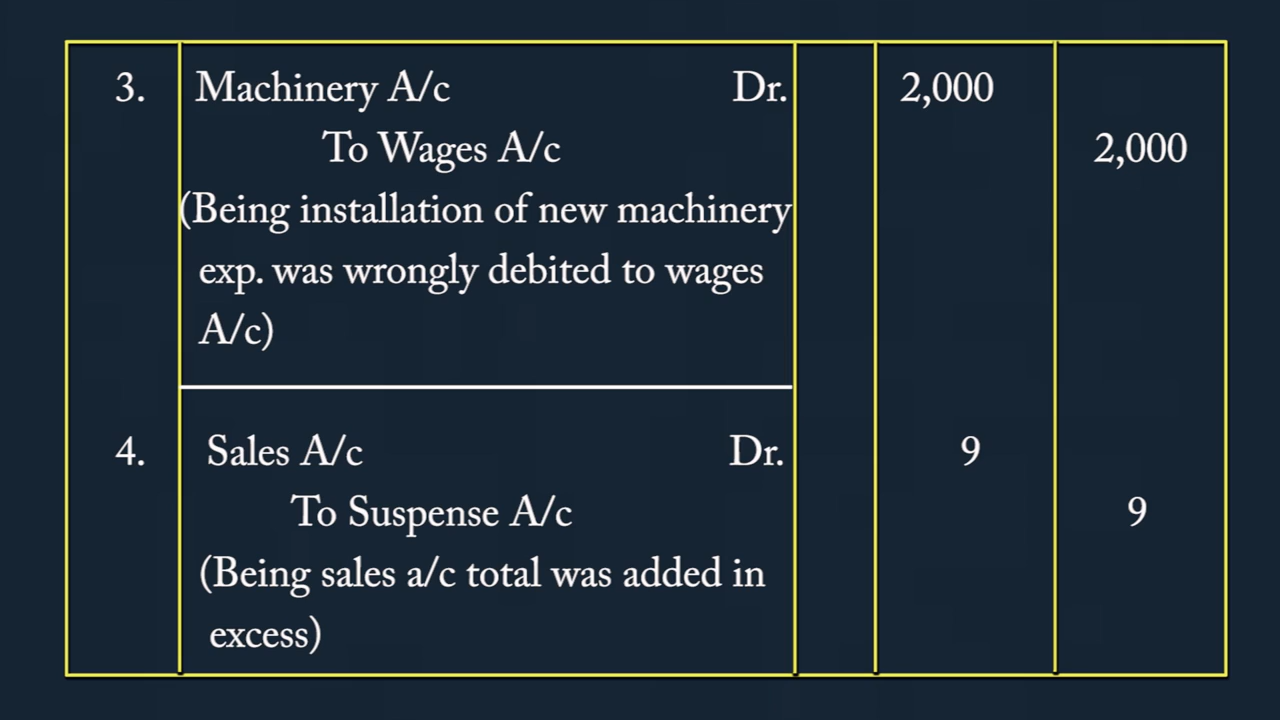 3. Machinery A/c Dr. 2,000
To Wages A/c 2,000
(Being installation of new machinery
exp. was wrongly debited to wages
A/c)
4. Sales A/c Dr. 9
To Suspense A/c 9
(Being sales a/c total was added in
excess)